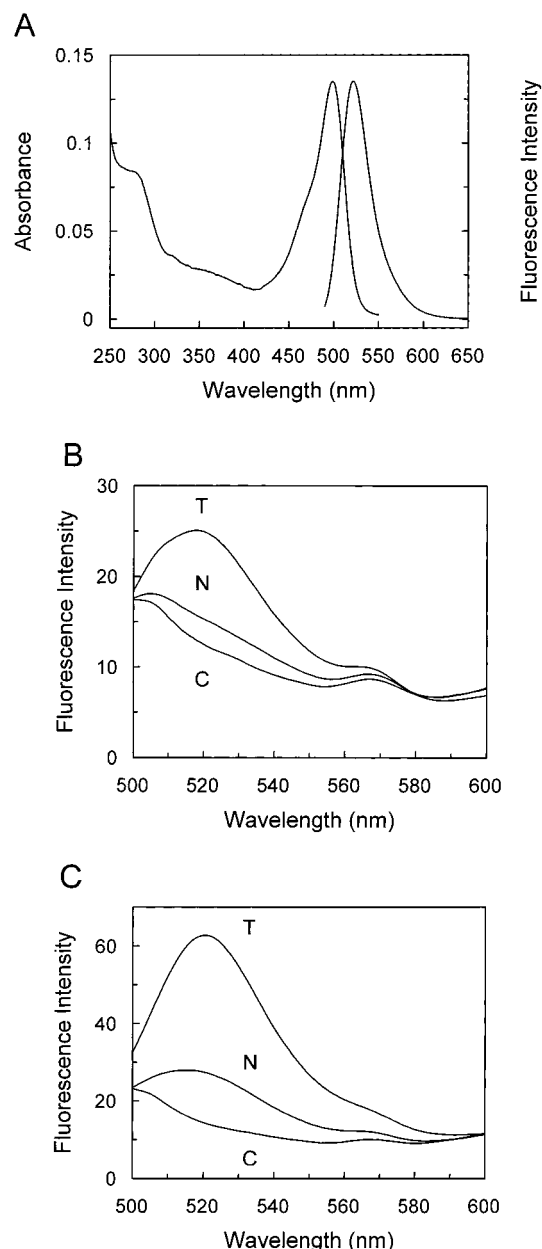 A
0.15
0.1
0.05
0
Absorbance
Fluorescence Intensity
250 300 350 400 450 500 550 600 650
Wavelength (nm)
B
30
20
10
0
Fluorescence Intensity
T
N
C
500 520 540 560 580 600
Wavelength (nm)
C
60
40
20
0
Fluorescence Intensity
T
N
C
500 520 540 560 580 600
Wavelength (nm)